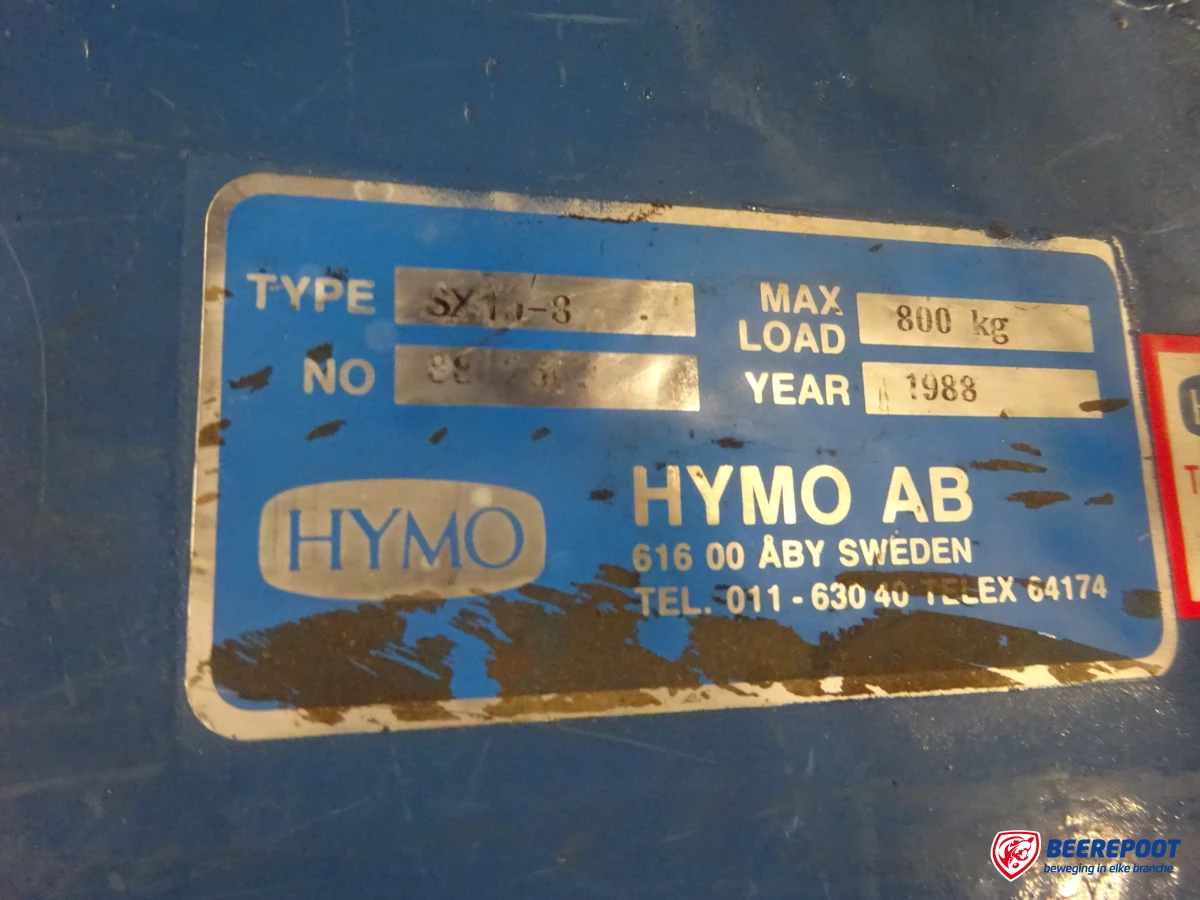 TYPE
MAX LOAD 800 kg
NO
YEAR 1988
HYMO
HYMO AB
616 00 ÅBY SWEDEN
TEL. 011-630 40 TELEX 64174
BEEREPOOT
beweging in elke branche